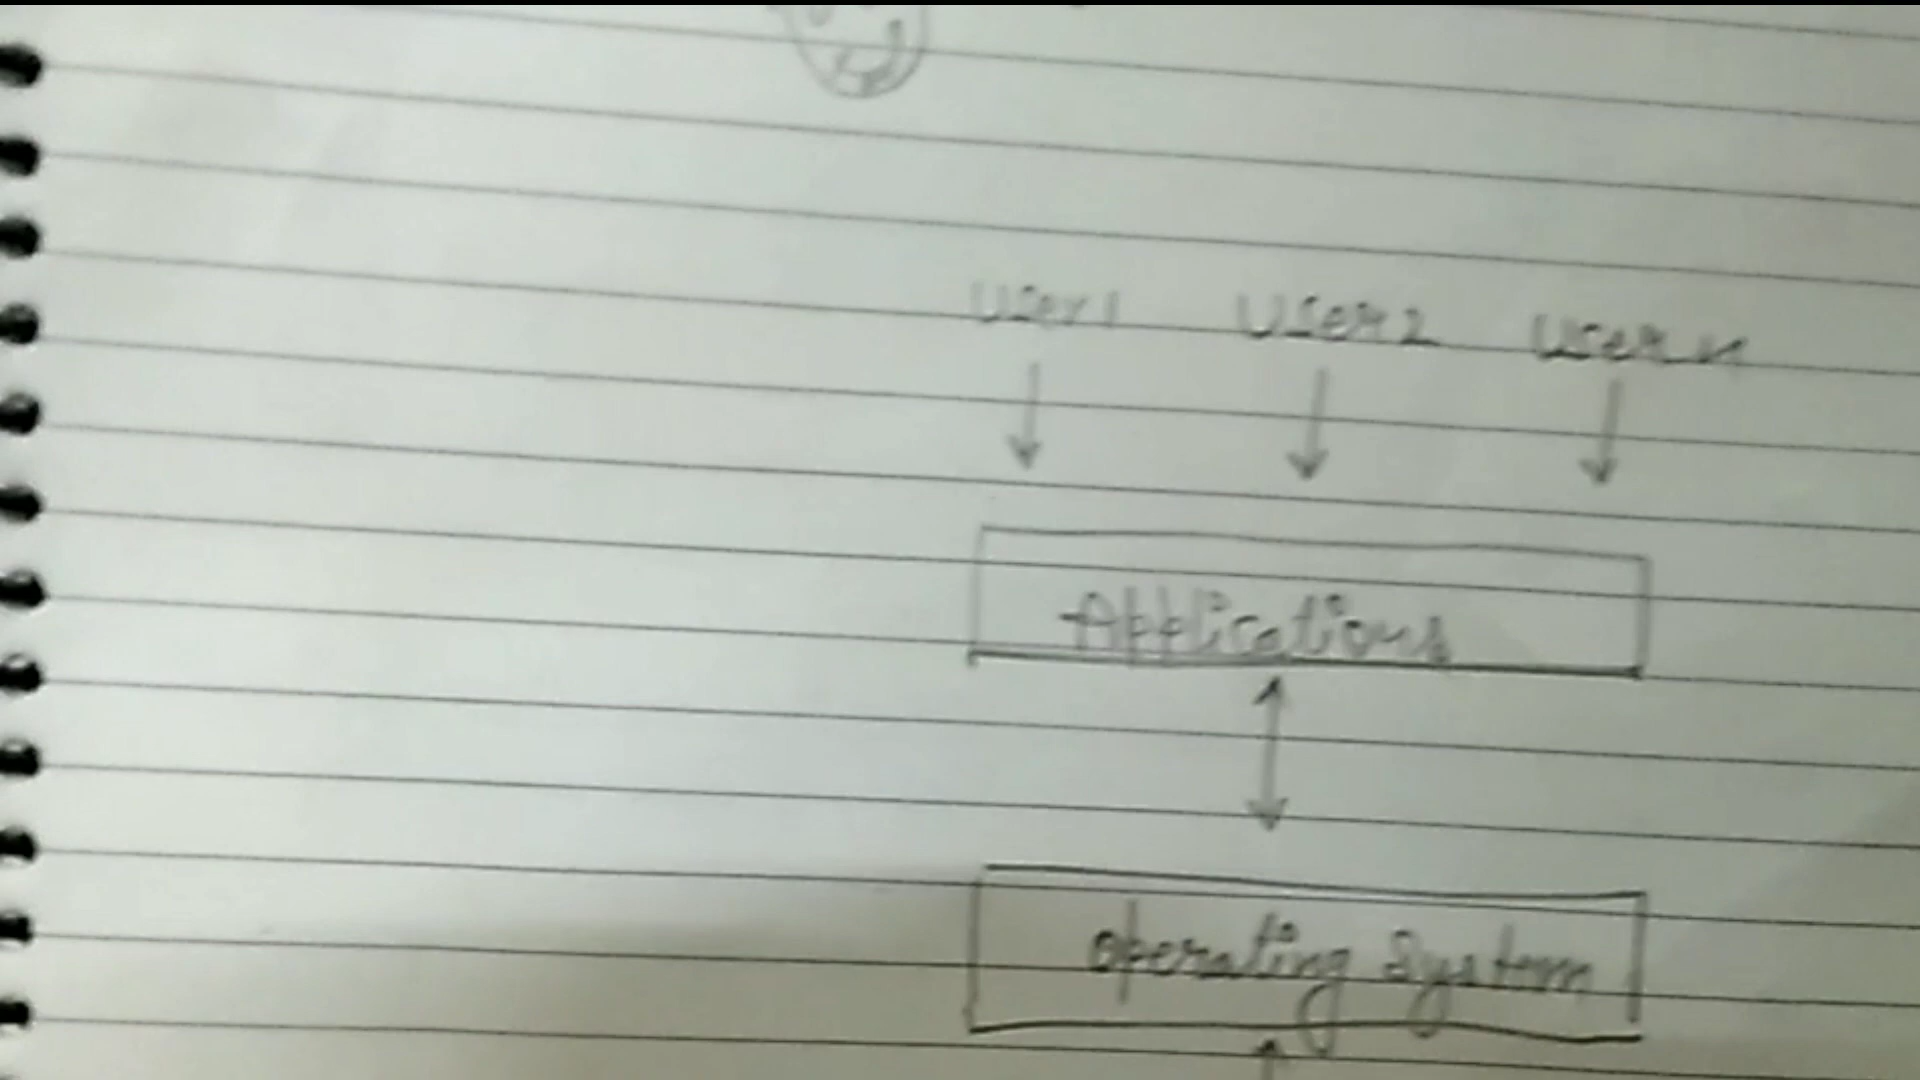 User 1 User 2 User n
Applications
operating System